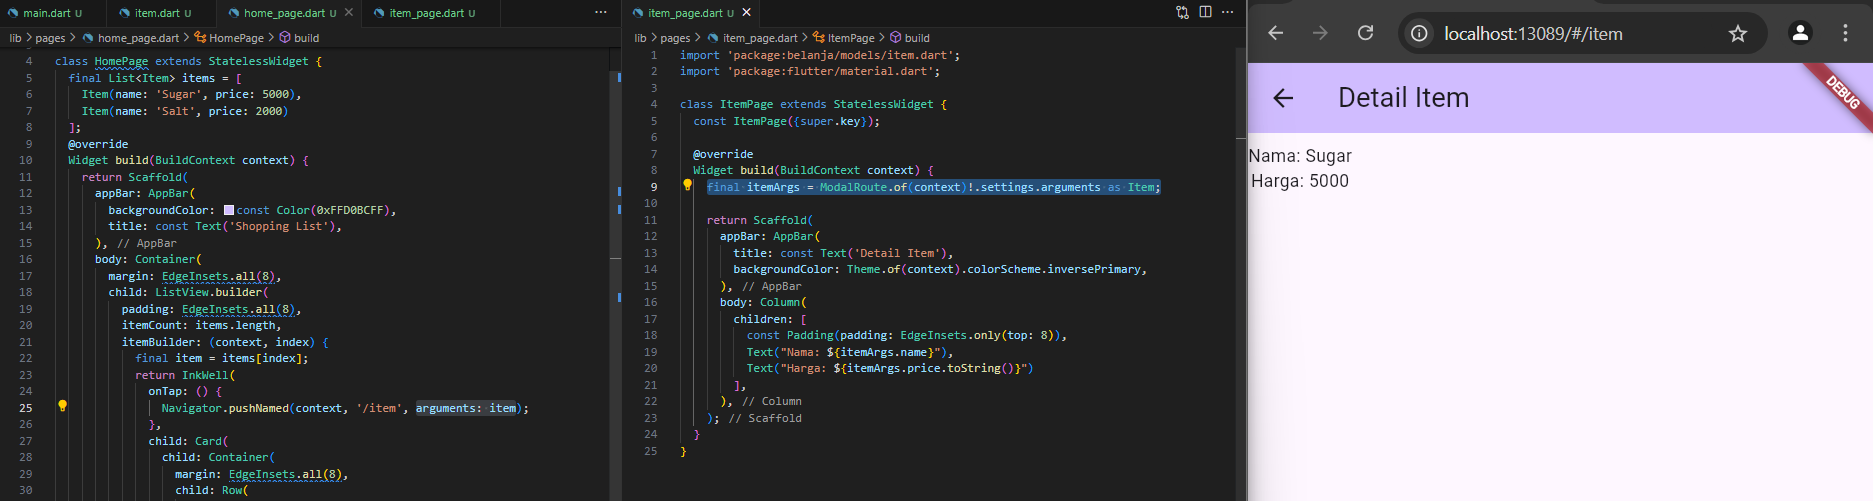 main.dart U
item.dart U
home_page.dart U
item_page.dart U
lib > pages > home_page.dart > HomePage > build
4 class HomePage extends StatelessWidget {
5 final List<Item> items = [
6 Item(name: 'Sugar', price: 5000),
7 Item(name: 'Salt', price: 2000)
8 ];
9 @override
10 Widget build(BuildContext context) {
11 return Scaffold(
12 appBar: AppBar(
13 backgroundColor: const Color(0xFFD0BCFF),
14 title: const Text('Shopping List'),
15 ), // AppBar
16 body: Container(
17 margin: EdgeInsets.all(8),
18 child: ListView.builder(
19 padding: EdgeInsets.all(8),
20 itemCount: items.length,
21 itemBuilder: (context, index) {
22 final item = items[index];
23 return InkWell(
24 onTap: () {
25 Navigator.pushNamed(context, '/item', arguments: item);
26 },
27 child: Card(
28 child: Container(
29 margin: EdgeInsets.all(8),
30 child: Row(
item_page.dart U
lib > pages > item_page.dart > ItemPage > build
1 import 'package:belanja/models/item.dart';
2 import 'package:flutter/material.dart';
3
4 class ItemPage extends StatelessWidget {
5 const ItemPage({super.key});
6
7 @override
8 Widget build(BuildContext context) {
9 final itemArgs = ModalRoute.of(context)!.settings.arguments as Item;
10
11 return Scaffold(
12 appBar: AppBar(
13 title: const Text('Detail Item'),
14 backgroundColor: Theme.of(context).colorScheme.inversePrimary,
15 ), // AppBar
16 body: Column(
17 children: [
18 const Padding(padding: EdgeInsets.only(top: 8)),
19 Text("Nama: ${itemArgs.name}"),
20 Text("Harga: ${itemArgs.price.toString()}")
21 ],
22 ), // Column
23 ); // Scaffold
24 }
25 }
localhost:13089/#/item
Detail Item
DEBUG
Nama: Sugar
Harga: 5000